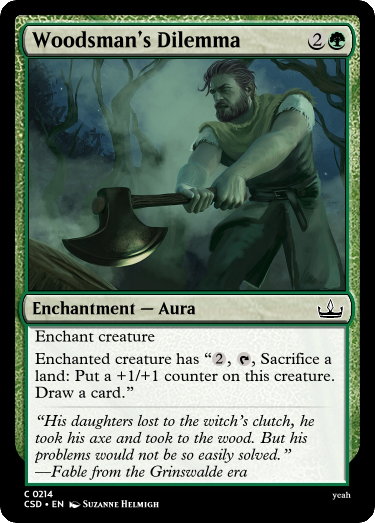 Woodsman's Dilemma 2
Enchantment — Aura
Enchant creature
Enchanted creature has “2, , Sacrifice a
land: Put a +1/+1 counter on this creature.
Draw a card.”
“His daughters lost to the witch's clutch, he
took his axe and took to the wood. But his
problems would not be so easily solved.”
—Fable from the Grinswalde era
C 0214
yeah
CSD • EN SUZANNE HELMIGH